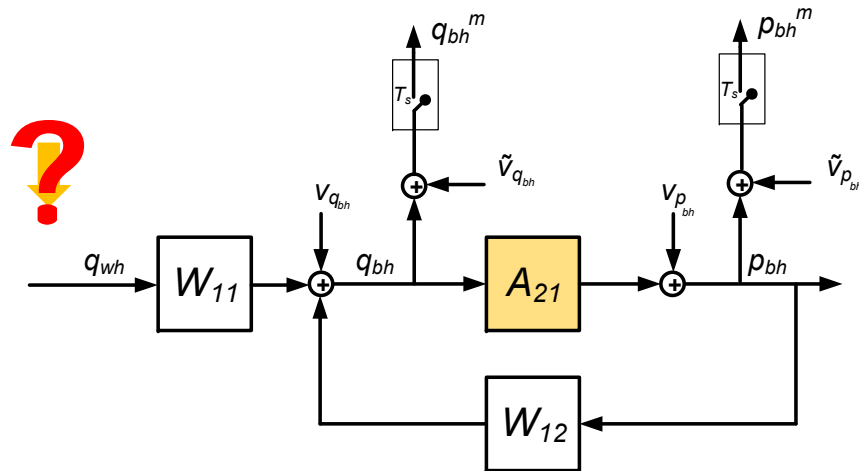 q_bh^m
p_bh^m
T_s
T_s
?
ṽ_q_bh
ṽ_p_bh
v_q_bh
v_p_bh
q_wh
W_11
+
q_bh
+
A_21
+
p_bh
+
W_12